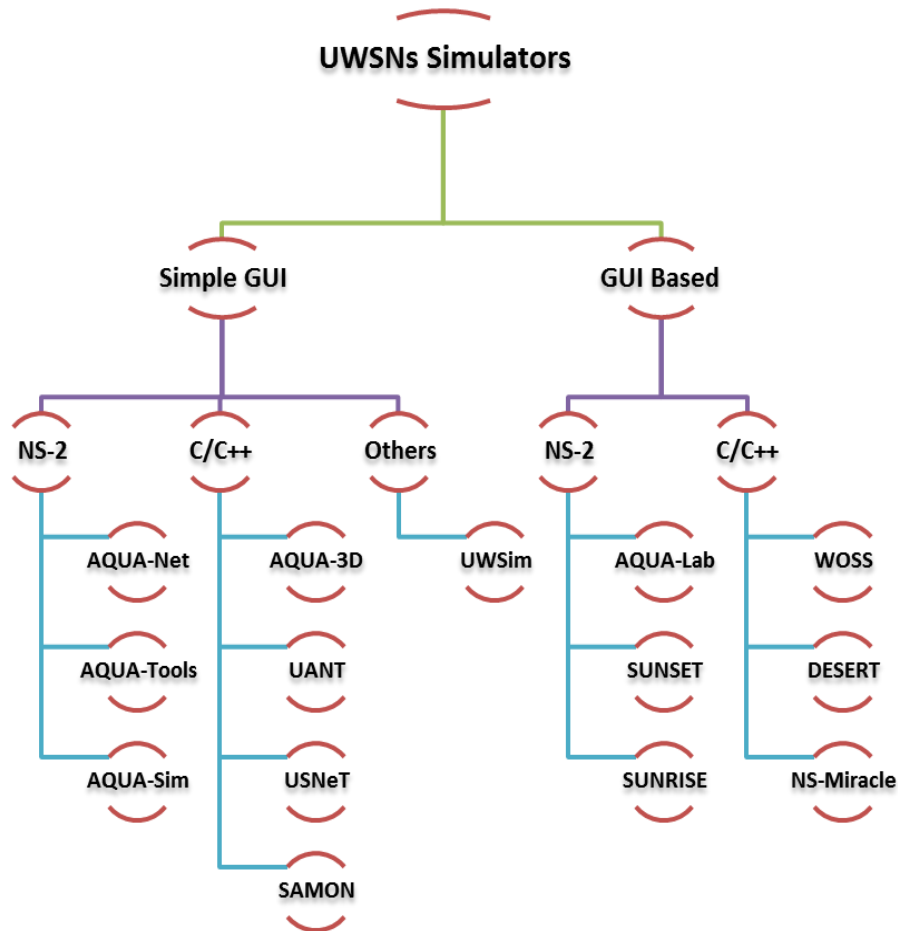 UWSNs Simulators
Simple GUI
GUI Based
NS-2
C/C++
Others
NS-2
C/C++
AQUA-Net
AQUA-3D
UWSim
AQUA-Lab
WOSS
AQUA-Tools
UANT
SUNSET
DESERT
AQUA-Sim
USNeT
SUNRISE
NS-Miracle
SAMON